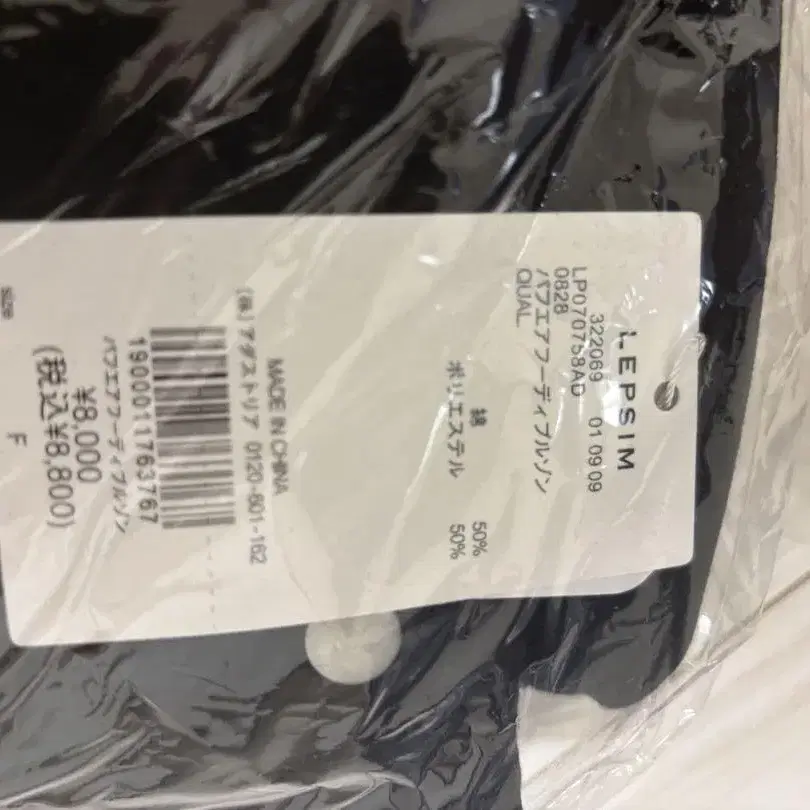 LEPSIM
322069 01 09 09
LP070758AD
0828
パフエアフーディブルゾン
QUAL
綿 50%
ポリエステル 50%
MADE IN CHINA
(株)アダストリア 0120-601-162
1900011763767
パフエアフーディブルゾン
¥8,000
(税込¥8,800)
size F